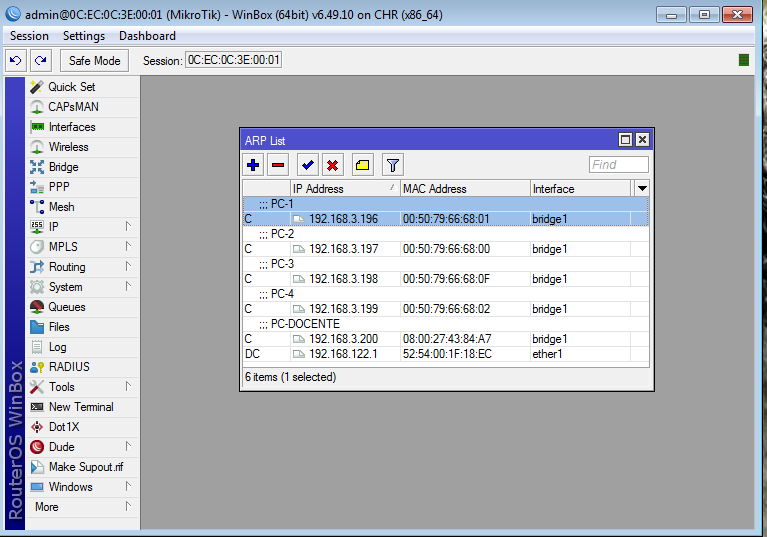 admin@0C:EC:0C:3E:00:01 (MikroTik) - WinBox (64bit) v6.49.10 on CHR (x86_64)
Session Settings Dashboard
Safe Mode Session: 0C:EC:0C:3E:00:01
RouterOS WinBox
Quick Set
CAPsMAN
Interfaces
Wireless
Bridge
PPP
Mesh
255 IP
MPLS
Routing
System
Queues
Files
Log
RADIUS
Tools
New Terminal
Dot1X
Dude
Make Supout.rif
Windows
More
ARP List
Find
IP Address MAC Address Interface
;;; PC-1
C 192.168.3.196 00:50:79:66:68:01 bridge1
;;; PC-2
C 192.168.3.197 00:50:79:66:68:00 bridge1
;;; PC-3
C 192.168.3.198 00:50:79:66:68:0F bridge1
;;; PC-4
C 192.168.3.199 00:50:79:66:68:02 bridge1
;;; PC-DOCENTE
C 192.168.3.200 08:00:27:43:84:A7 bridge1
DC 192.168.122.1 52:54:00:1F:18:EC ether1
6 items (1 selected)